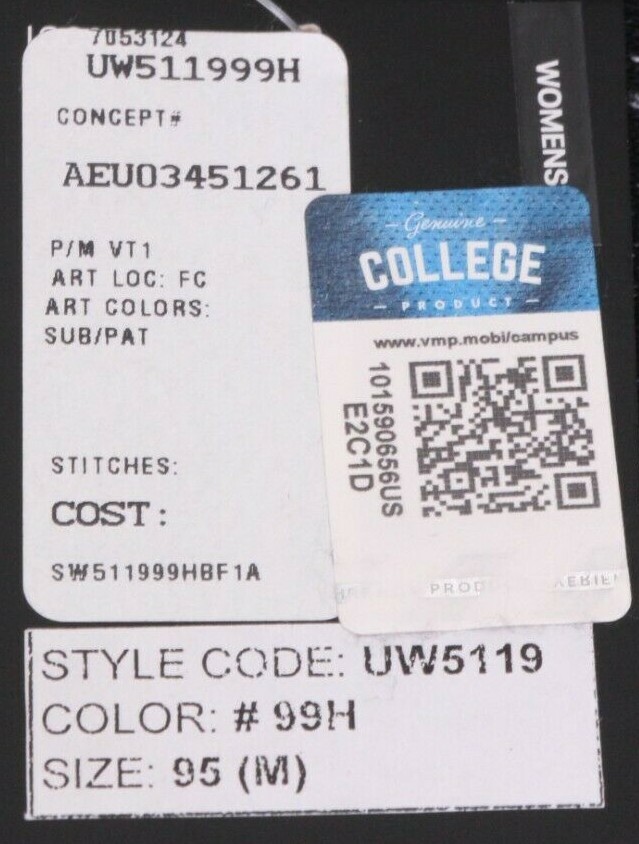 7053124
UW511999H
CONCEPT#
AEU03451261
P/M VT1
ART LOC: FC
ART COLORS:
SUB/PAT
STITCHES:
COST:
SW511999HBF1A
WOMENS
Genuine
COLLEGE
PRODUCT
www.vmp.mobi/campus
101590656US
E2C1D
STYLE CODE: UW5119
COLOR: # 99H
SIZE: 95 (M)